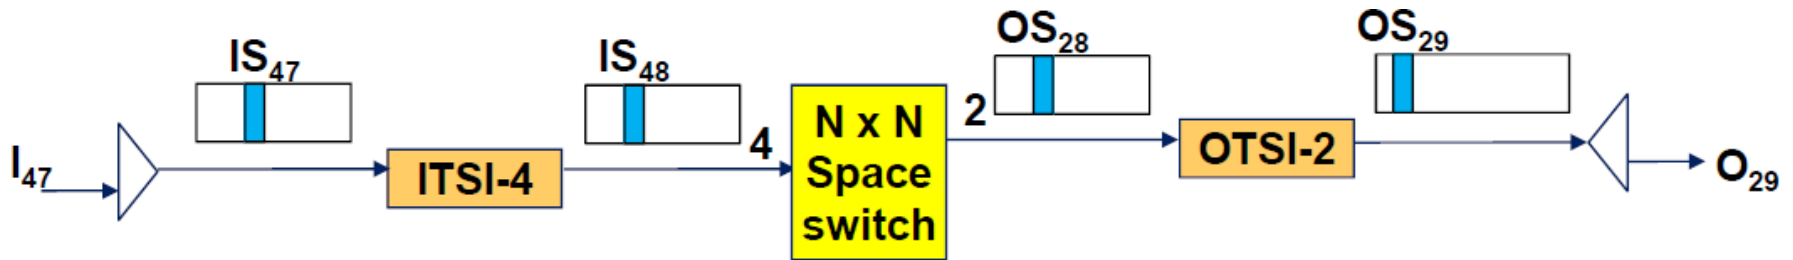 IS47
IS48
OS28
OS29
I47
ITSI-4
4
N x N
Space
switch
2
OTSI-2
O29